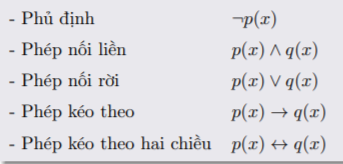 - Phủ định ¬p(x)
- Phép nối liền p(x) ∧ q(x)
- Phép nối rời p(x) ∨ q(x)
- Phép kéo theo p(x) → q(x)
- Phép kéo theo hai chiều p(x) ↔ q(x)